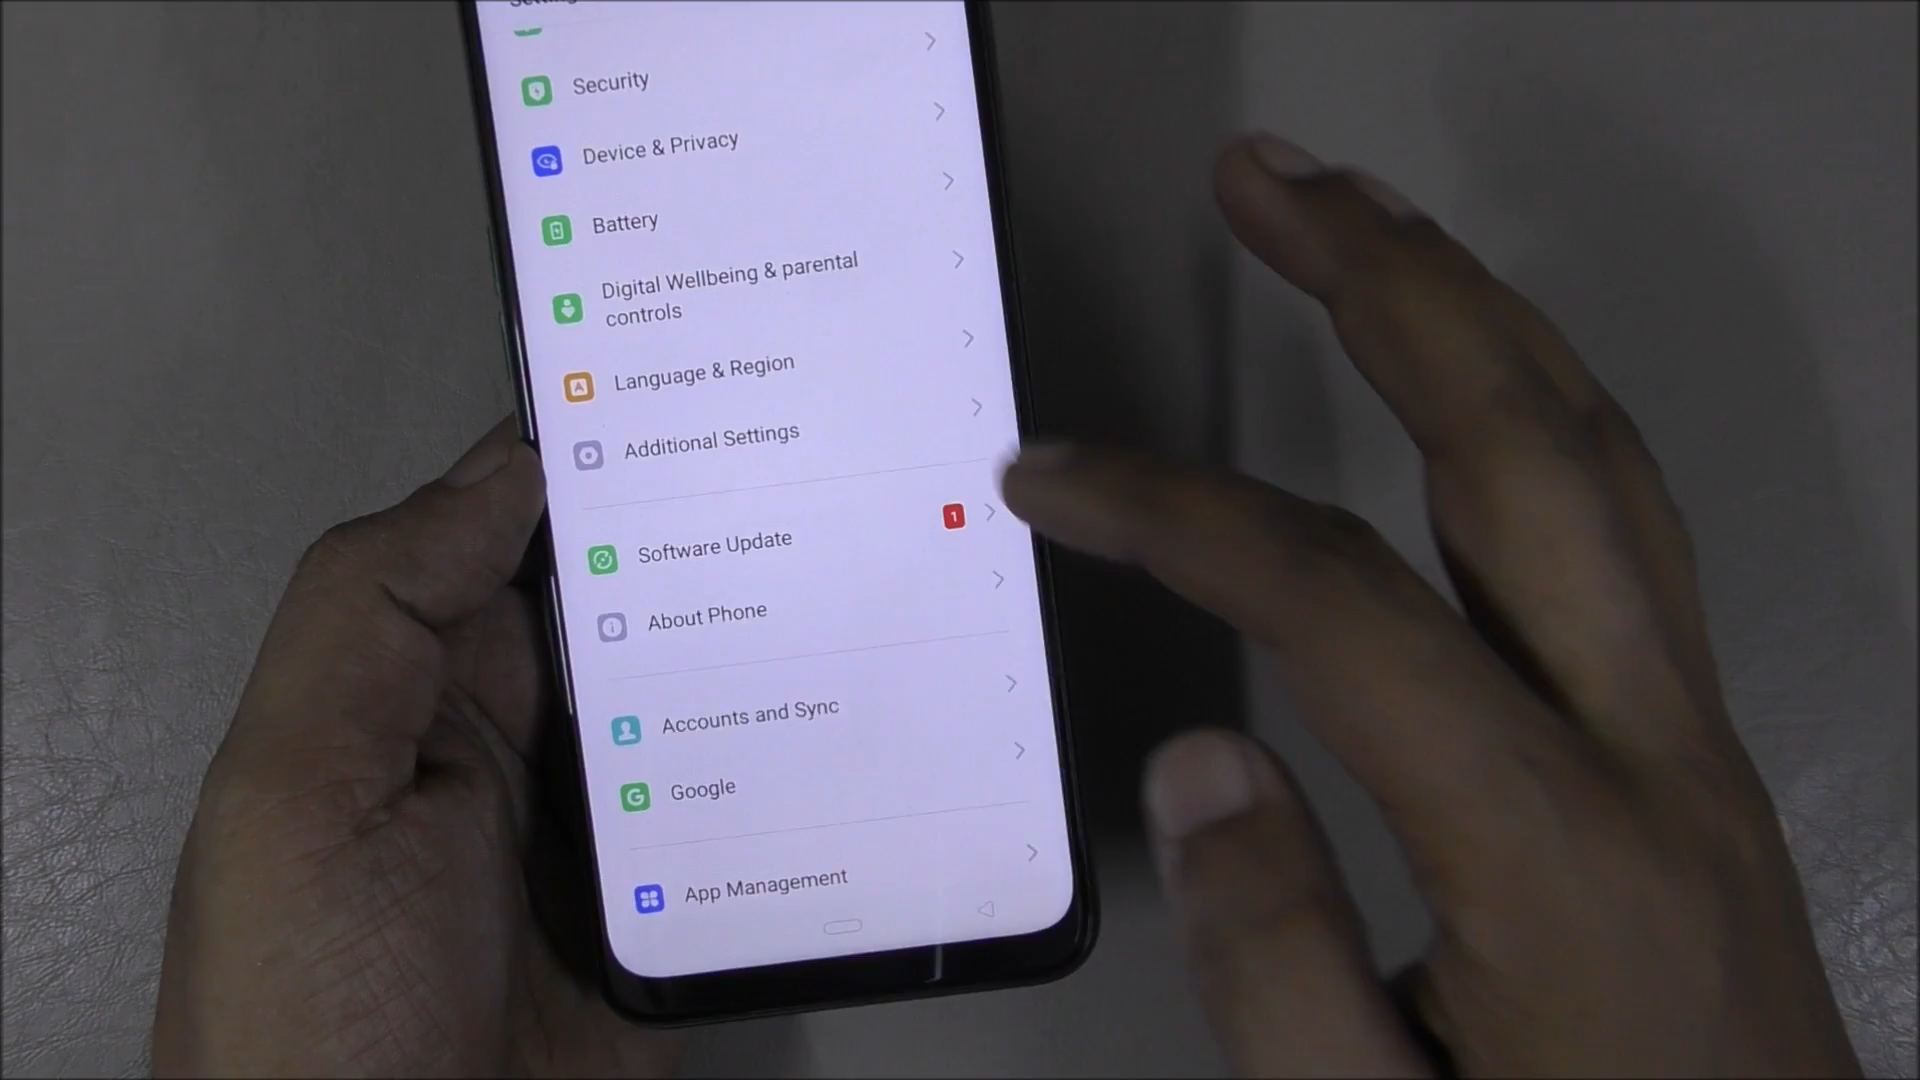 Security
Device & Privacy
Battery
Digital Wellbeing & parental
controls
Language & Region
Additional Settings
Software Update
1
About Phone
Accounts and Sync
Google
App Management